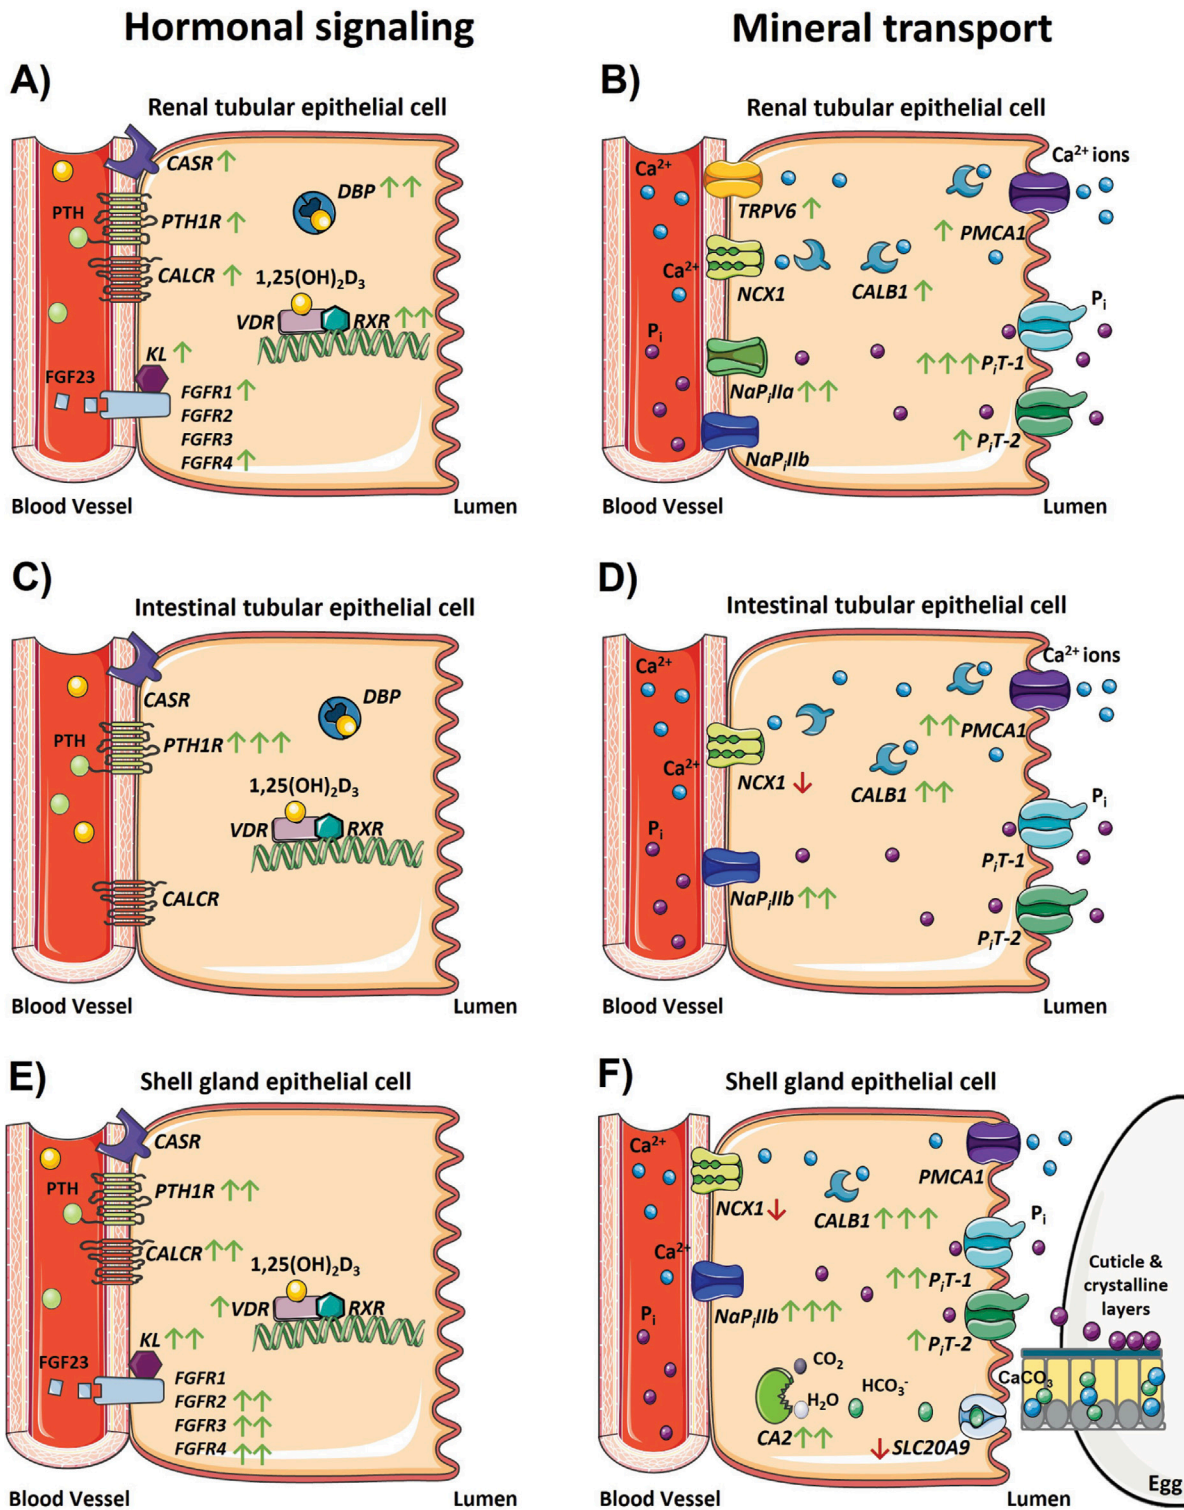 Hormonal signaling
Mineral transport
A)
Renal tubular epithelial cell
CASR ↑
DBP ↑↑
PTH
PTH1R ↑
CALCR ↑
1,25(OH)₂D₃
VDR
RXR ↑↑
KL ↑
FGF23
FGFR1 ↑
FGFR2
FGFR3
FGFR4 ↑
Blood Vessel
Lumen
B)
Renal tubular epithelial cell
Ca²⁺
Ca²⁺ ions
TRPV6 ↑
↑ PMCA1
Ca²⁺
NCX1
CALB1 ↑
Pᵢ
Pᵢ
↑↑↑ PᵢT-1
NaPᵢIIa ↑↑
↑ PᵢT-2
NaPᵢIIb
Blood Vessel
Lumen
C)
Intestinal tubular epithelial cell
CASR
DBP
PTH
PTH1R ↑↑↑
1,25(OH)₂D₃
VDR
RXR
CALCR
Blood Vessel
Lumen
D)
Intestinal tubular epithelial cell
Ca²⁺
Ca²⁺ ions
↑↑ PMCA1
Ca²⁺
NCX1 ↓
CALB1 ↑↑
Pᵢ
Pᵢ
PᵢT-1
NaPᵢIIb ↑↑
PᵢT-2
Blood Vessel
Lumen
E)
Shell gland epithelial cell
CASR
PTH
PTH1R ↑↑
CALCR ↑↑
1,25(OH)₂D₃
↑ VDR
RXR
KL ↑↑
FGF23
FGFR1
FGFR2 ↑↑
FGFR3 ↑↑
FGFR4 ↑↑
Blood Vessel
Lumen
F)
Shell gland epithelial cell
Ca²⁺
PMCA1
NCX1 ↓
CALB1 ↑↑↑
Pᵢ
Ca²⁺
↑↑ PᵢT-1
Cuticle &
crystalline
layers
Pᵢ
NaPᵢIIb ↑↑↑
↑ PᵢT-2
CO₂
H₂O
HCO₃⁻
CaCO₃
CA2 ↑↑
↓ SLC20A9
Egg
Blood Vessel
Lumen